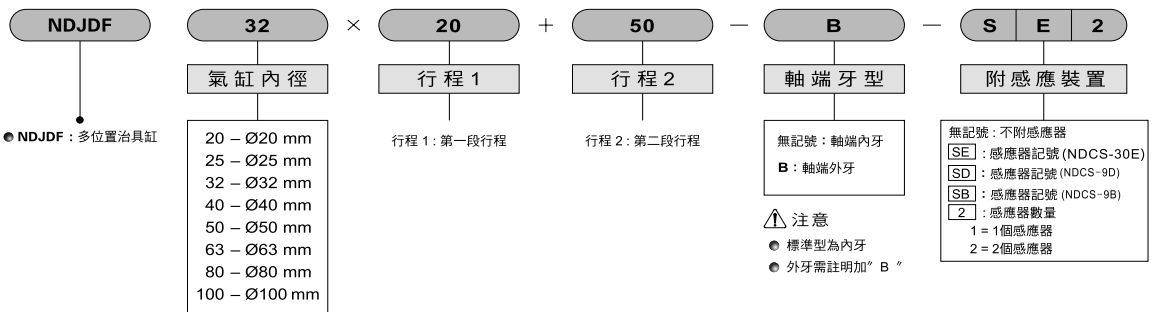 NDJDF 32 × 20 + 50 — B — S E 2
氣缸內徑 行程1 行程2 軸端牙型 附感應裝置
NDJDF：多位置治具缸
20 – Ø20 mm
25 – Ø25 mm
32 – Ø32 mm
40 – Ø40 mm
50 – Ø50 mm
63 – Ø63 mm
80 – Ø80 mm
100 – Ø100 mm
行程 1 : 第一段行程
行程 2 : 第二段行程
無記號：軸端內牙
B：軸端外牙
注意
標準型為內牙
外牙需註明加〞B〞
無記號 : 不附感應器
SE : 感應器記號 (NDCS-30E)
SD : 感應器記號 (NDCS-9D)
SB : 感應器記號 (NDCS-9B)
2 : 感應器數量
1 = 1個感應器
2 = 2個感應器